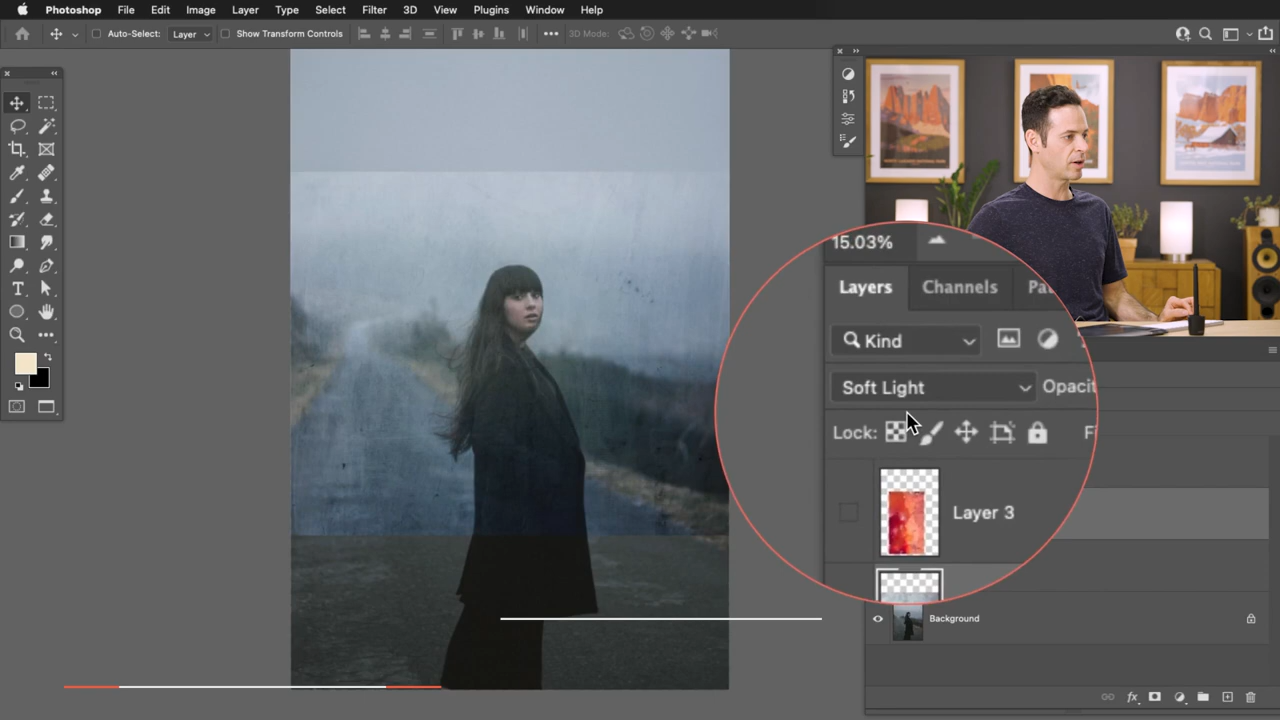 Photoshop File Edit Image Layer Type Select Filter 3D View Plugins Window Help
Auto-Select: Layer Show Transform Controls 3D Mode:
15.03%
Layers Channels
Kind
Soft Light Opacit
Lock:
Layer 3
Background